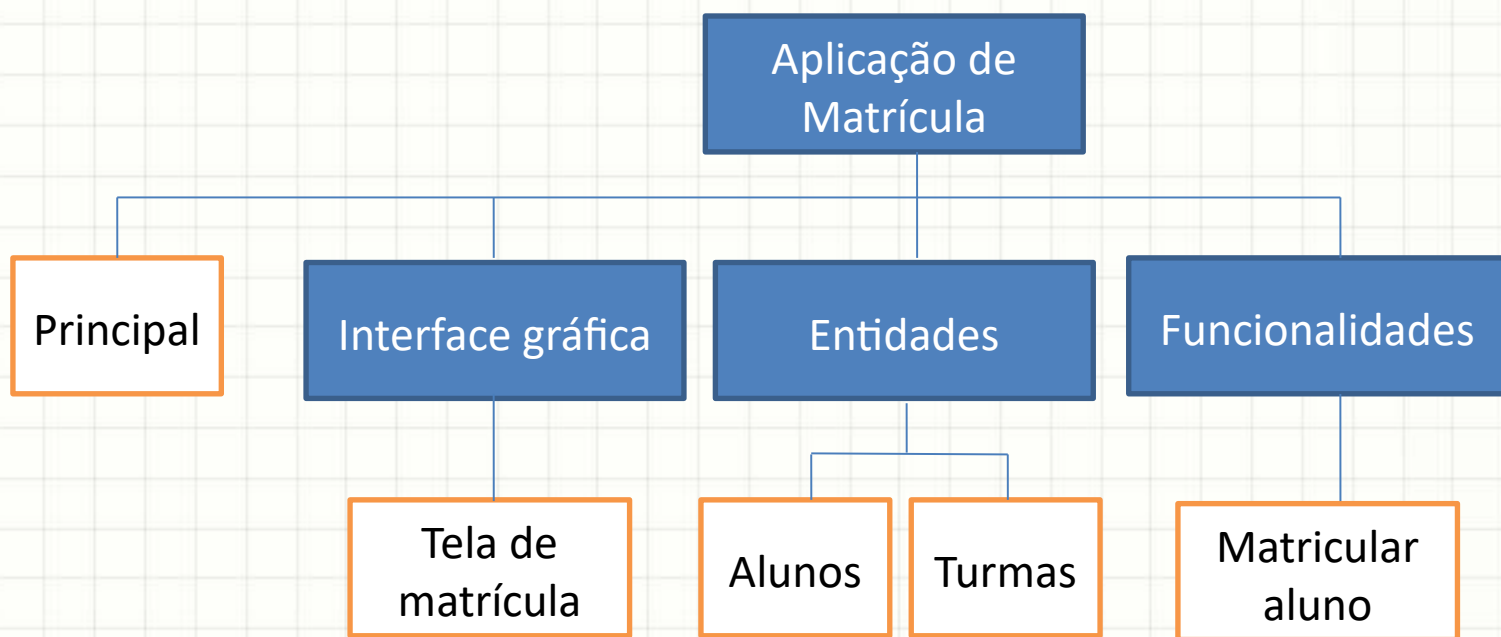 Aplicação de
Matrícula
Principal
Interface gráfica
Entidades
Funcionalidades
Tela de
matrícula
Alunos
Turmas
Matricular
aluno